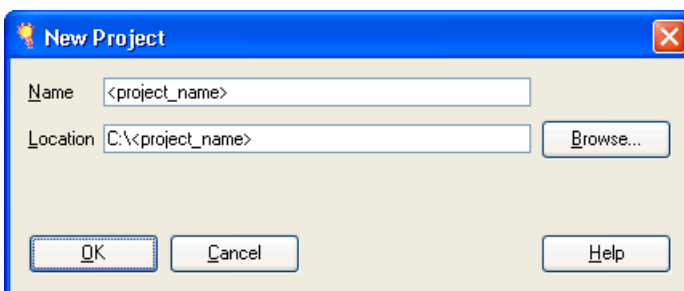 New Project
Name <project_name>
Location C:\<project_name> Browse...
OK Cancel Help